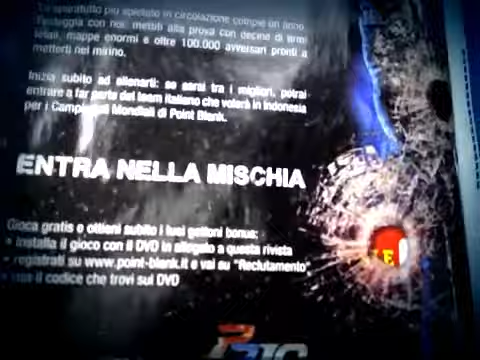 Lo sparatutto più spietato in circolazione compie un anno
festeggia con noi: mettiti alla prova con decine di armi
letali, mappe enormi e oltre 100.000 avversari pronti a
metterti nel mirino.
Inizia subito ad allenarti: se sarai tra i migliori, potrai
entrare a far parte del team italiano che volerà in Indonesia
per i Campionati Mondiali di Point Blank.
ENTRA NELLA MISCHIA
Gioca gratis e ottieni subito i tuoi gettoni bonus:
• installa il gioco con il DVD in allegato a questa rivista
• registrati su www.point-blank.it e vai su "Reclutamento"
• usa il codice che trovi sul DVD